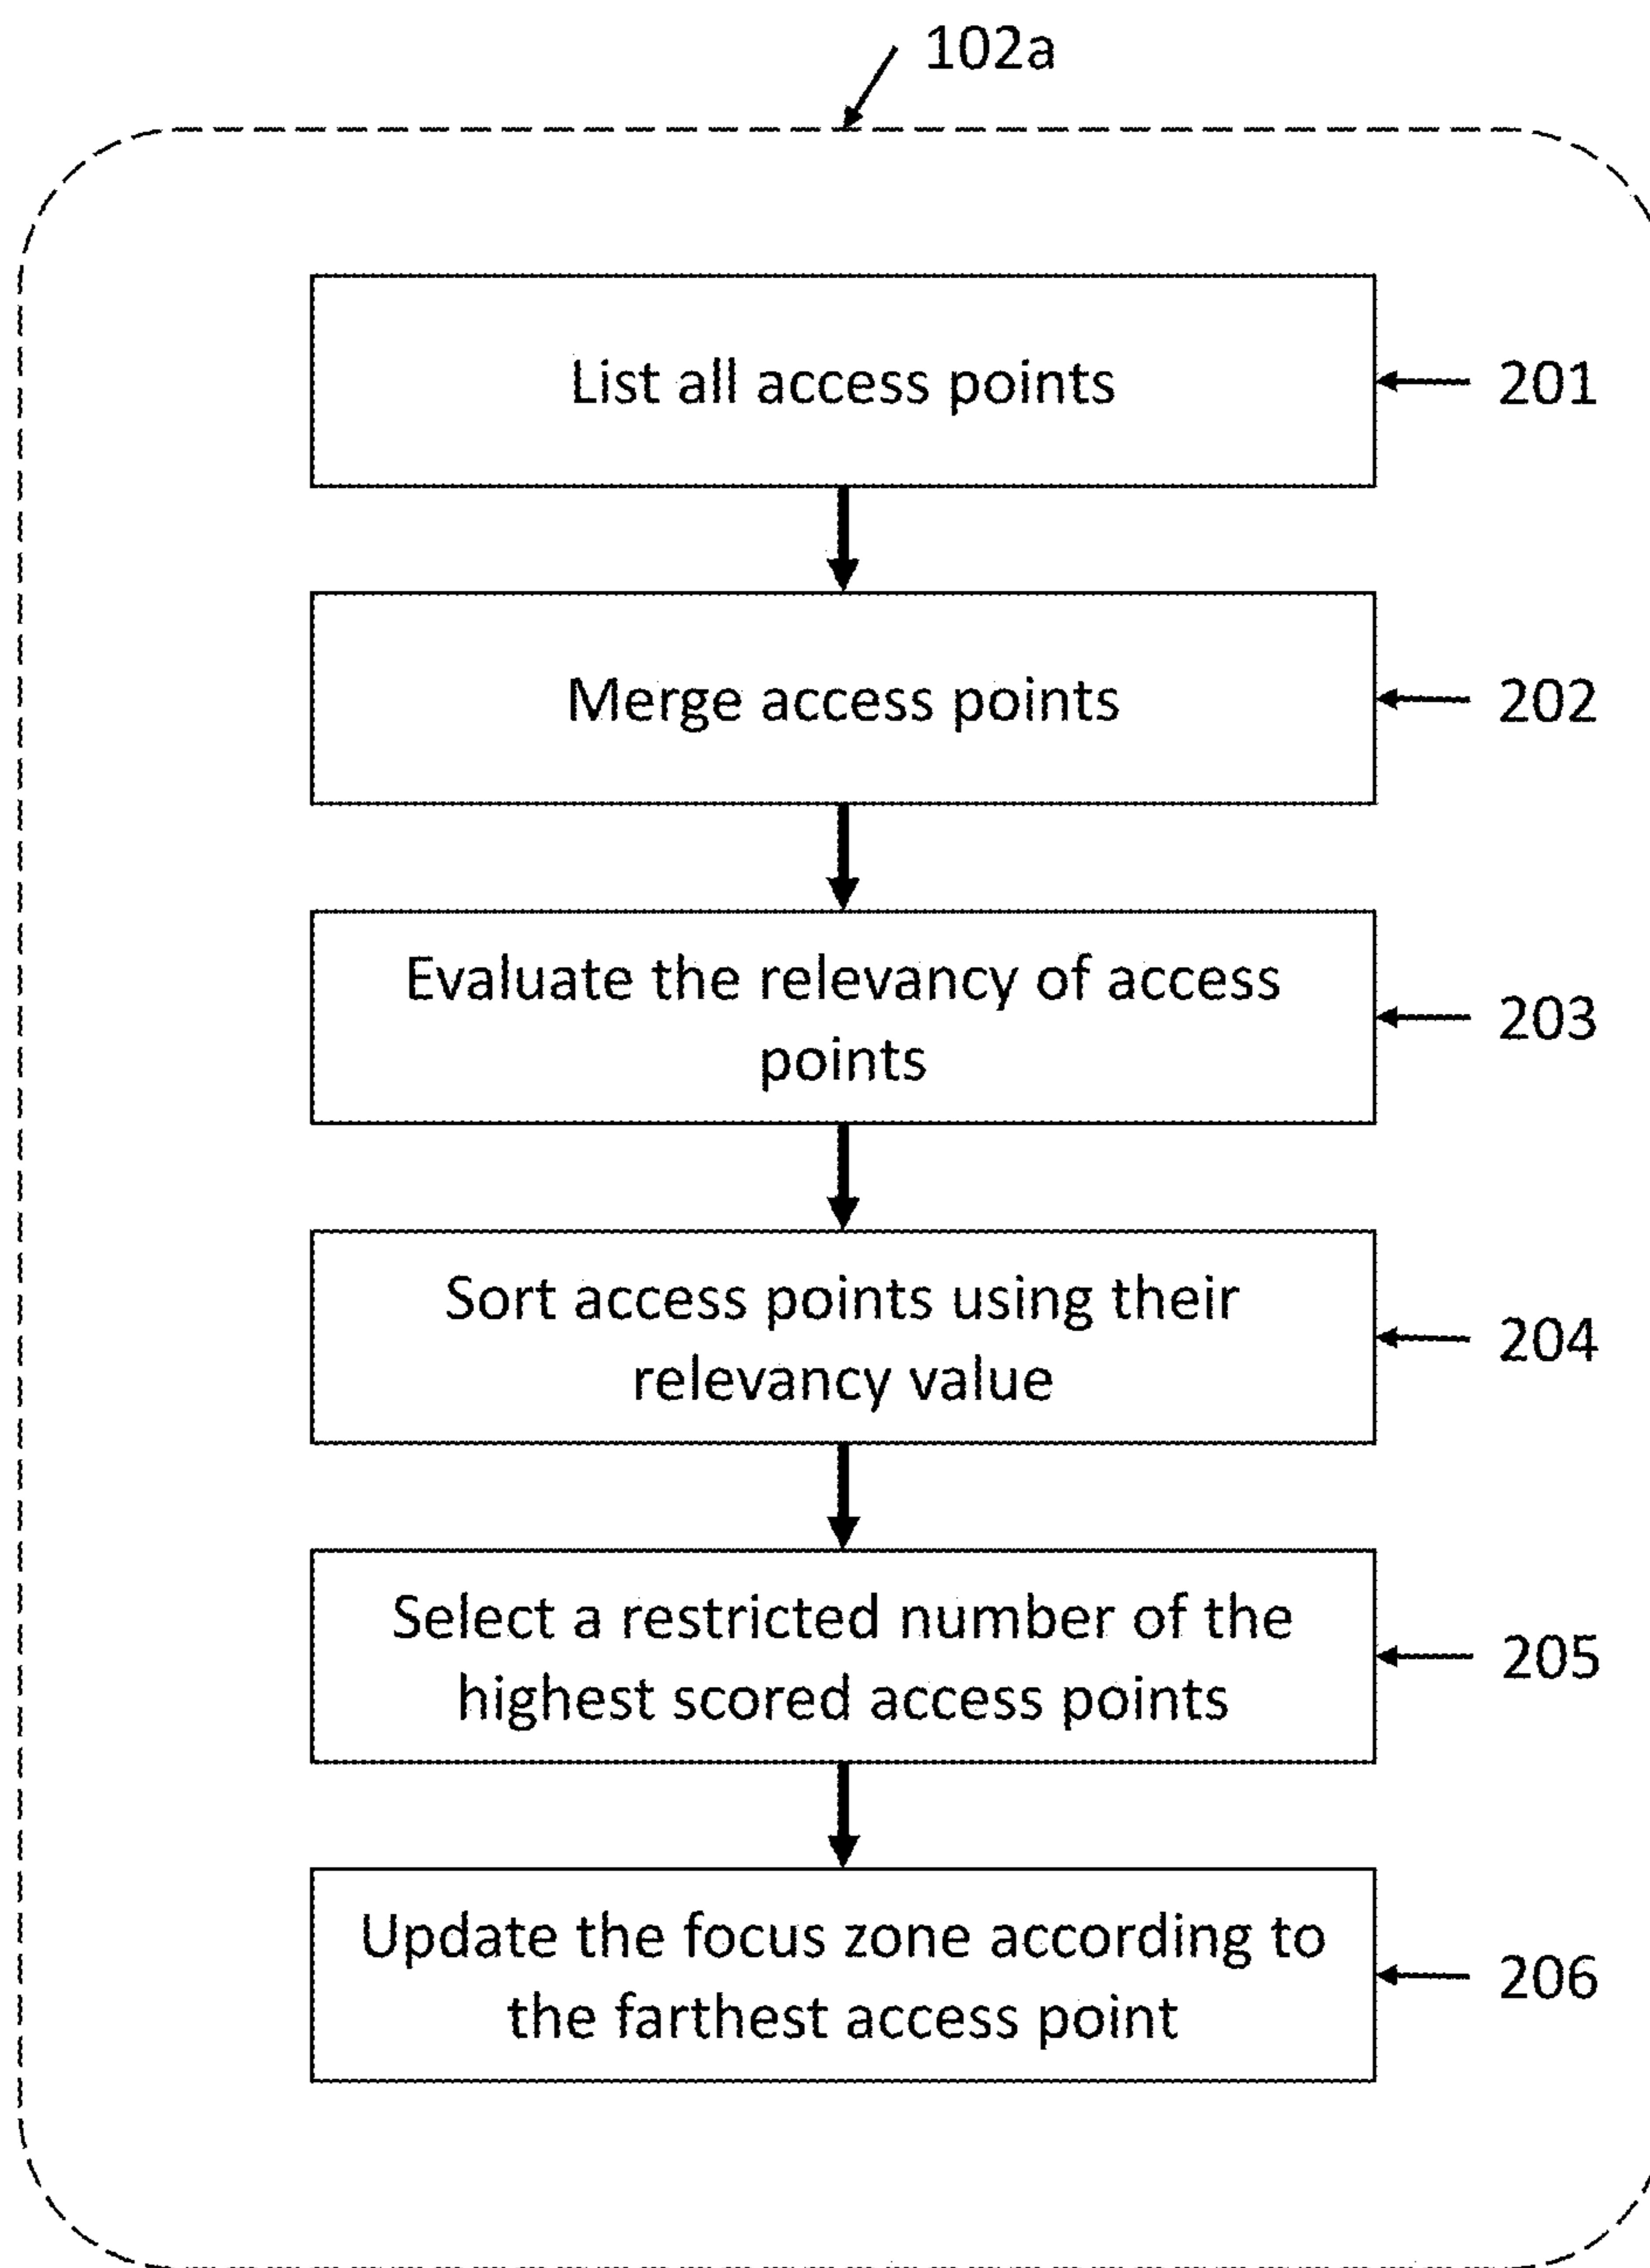 102a
List all access points
201
Merge access points
202
Evaluate the relevancy of access
points
203
Sort access points using their
relevancy value
204
Select a restricted number of the
highest scored access points
205
Update the focus zone according to
the farthest access point
206